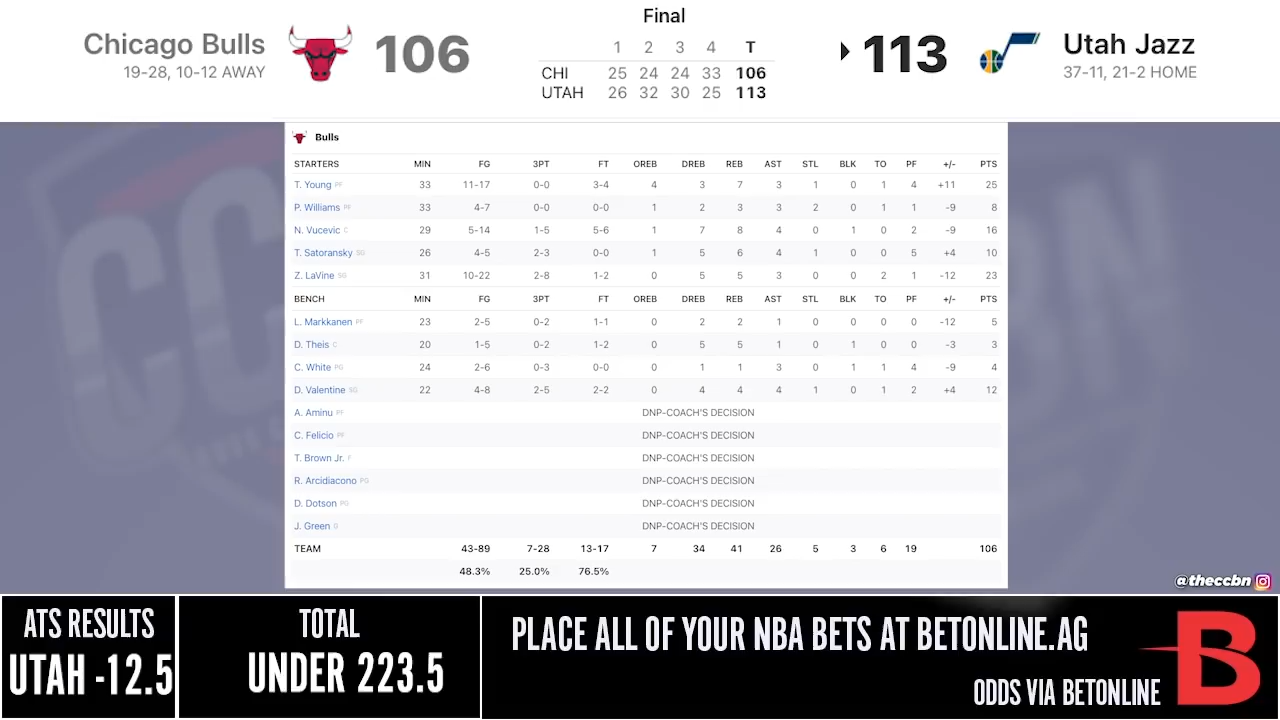 Final
Chicago Bulls
19-28, 10-12 AWAY
106
1 2 3 4 T
CHI 25 24 24 33 106
UTAH 26 32 30 25 113
113
Utah Jazz
37-11, 21-2 HOME
Bulls
STARTERS MIN FG 3PT FT OREB DREB REB AST STL BLK TO PF +/- PTS
T. Young PF 33 11-17 0-0 3-4 4 3 7 3 1 0 1 4 +11 25
P. Williams PF 33 4-7 0-0 0-0 1 2 3 3 2 0 1 1 -9 8
N. Vucevic C 29 5-14 1-5 5-6 1 7 8 4 0 1 0 2 -9 16
T. Satoransky SG 26 4-5 2-3 0-0 1 5 6 4 1 0 0 5 +4 10
Z. LaVine SG 31 10-22 2-8 1-2 0 5 5 3 0 0 2 1 -12 23
BENCH MIN FG 3PT FT OREB DREB REB AST STL BLK TO PF +/- PTS
L. Markkanen PF 23 2-5 0-2 1-1 0 2 2 1 0 0 0 0 -12 5
D. Theis C 20 1-5 0-2 1-2 0 5 5 1 0 1 0 0 -3 3
C. White PG 24 2-6 0-3 0-0 0 1 1 3 0 1 1 4 -9 4
D. Valentine SG 22 4-8 2-5 2-2 0 4 4 4 1 0 1 2 +4 12
A. Aminu PF DNP-COACH'S DECISION
C. Felicio PF DNP-COACH'S DECISION
T. Brown Jr. F DNP-COACH'S DECISION
R. Arcidiacono PG DNP-COACH'S DECISION
D. Dotson PG DNP-COACH'S DECISION
J. Green G DNP-COACH'S DECISION
TEAM 43-89 7-28 13-17 7 34 41 26 5 3 6 19 106
48.3% 25.0% 76.5%
@theccbn
ATS RESULTS
UTAH -12.5
TOTAL
UNDER 223.5
PLACE ALL OF YOUR NBA BETS AT BETONLINE.AG
ODDS VIA BETONLINE
B